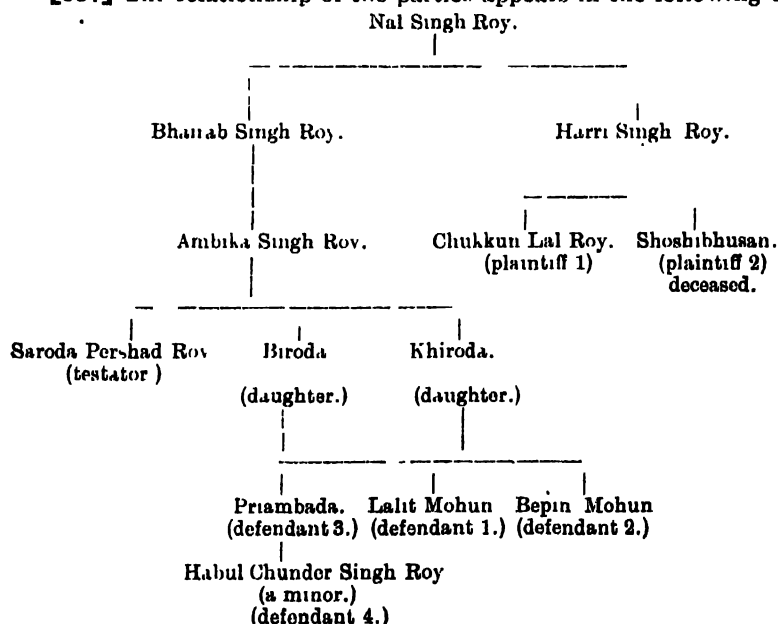 Nal Singh Roy.
Bhairab Singh Roy. Harri Singh Roy.
Ambika Singh Roy. Chukkun Lal Roy. Shoshibhusan.
(plaintiff 1) (plaintiff 2)
deceased.
Saroda Pershad Roy Biroda Khiroda.
(testator) (daughter.) (daughter.)
Priambada. Lalit Mohun Bepin Mohun
(defendant 3.) (defendant 1.) (defendant 2.)
Habul Chunder Singh Roy
(a minor.)
(defendant 4.)